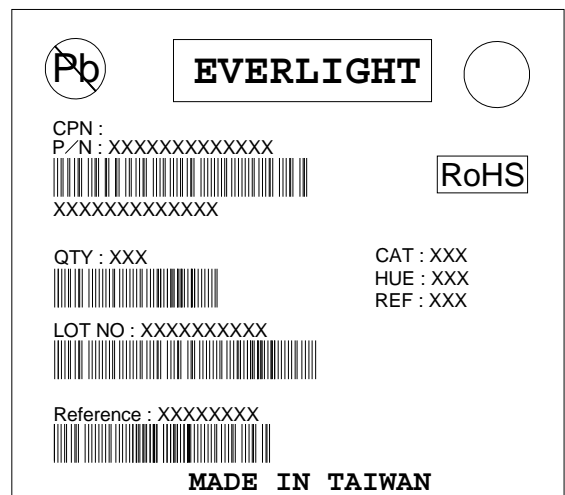 Pb
EVERLIGHT
CPN :
P/N : XXXXXXXXXXXXX
RoHS
XXXXXXXXXXXXX
QTY : XXX
CAT : XXX
HUE : XXX
REF : XXX
LOT NO : XXXXXXXXXX
Reference : XXXXXXXX
MADE IN TAIWAN